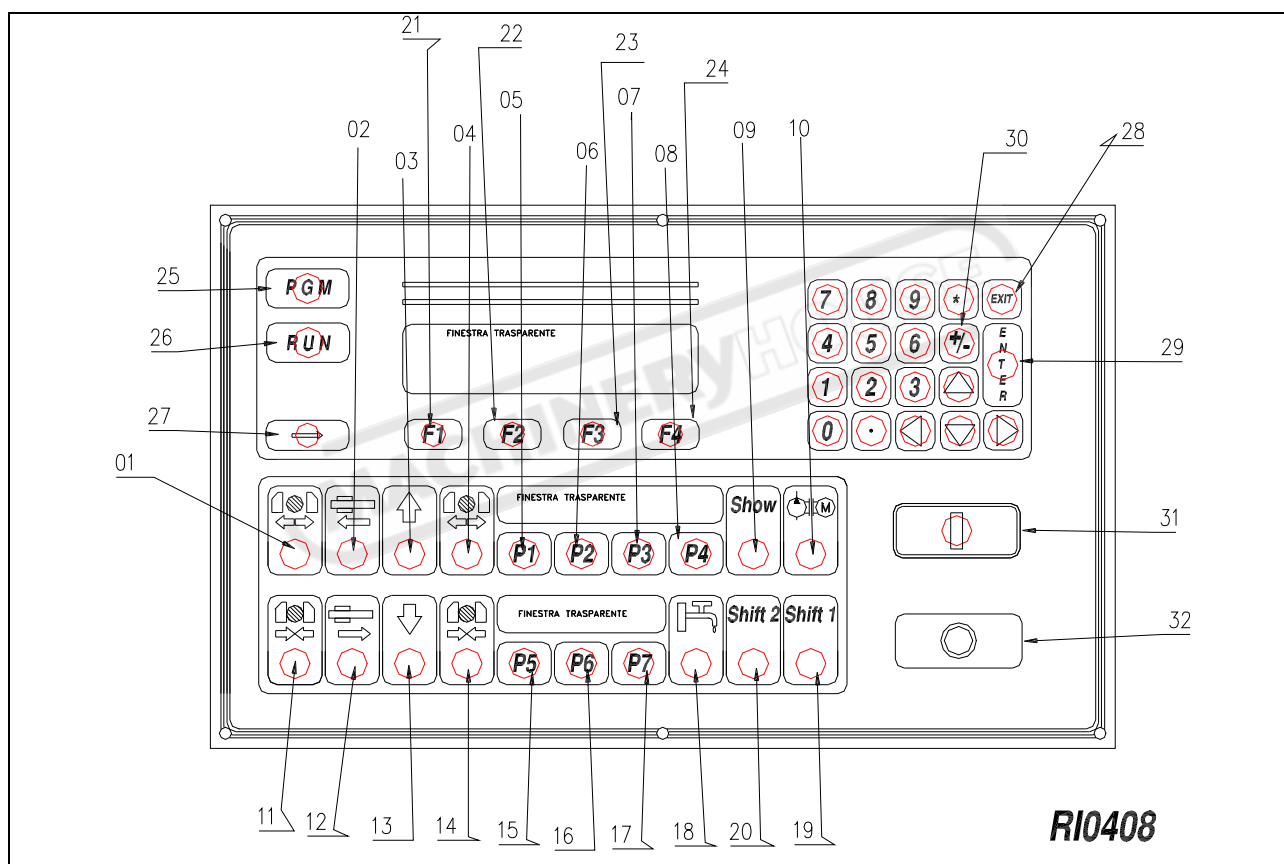 21 22 23 24
05 07
02 03 04 06 08 09 10 30 28
25 PGM
7 8 9 * EXIT
26 RUN
FINESTRA TRASPARENTE
4 5 6 +/- ENTER 29
1 2 3
27 F1 F2 F3 F4
0 .
MACHINERYHOUSE
01
FINESTRA TRASPARENTE
Show M
31
P1 P2 P3 P4
FINESTRA TRASPARENTE
Shift 2 Shift 1
32
P5 P6 P7
11 12 13 14 15 16 17 18 20 19
RI0408